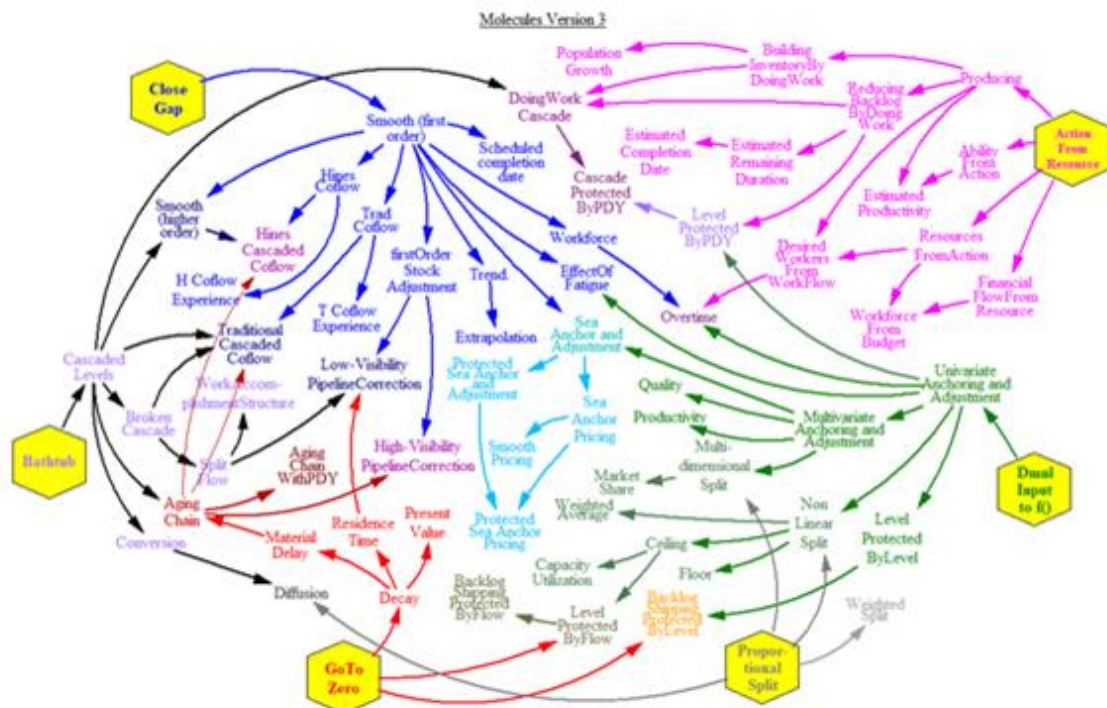 Molecules Version 3
Population
Growth
Building
InventoryBy
DoingWork
Close
Gap
Producing
DoingWork
Cascade
Reducing
Backlog
ByDoing
Work
Smooth (first
order)
Scheduled
completion
date
Estimated
Completion
Date
Estimated
Remaining
Duration
Action
From
Resource
Ability
From
Action
Hines
Coflow
Cascade
Protected
ByPDY
Estimated
Productivity
Smooth
(higher
order)
Hines
Cascaded
Coflow
Trad
Coflow
Level
Protected
ByPDY
firstOrder
Stock
Adjustment
Workforce
Desired
Workers
From
WorkFlow
Resources
FromAction
H Coflow
Experience
Trend
EffectOf
Fatigue
Financial
FlowFrom
Resource
T Coflow
Experience
Extrapolation
Sea
Anchor and
Adjustment
Overtime
Workforce
From
Budget
Traditional
Cascaded
Coflow
Cascaded
Levels
Low-Visibility
PipelineCorrection
Protected
Sea Anchor
and
Adjustment
Univariate
Anchoring and
Adjustment
Work Accom-
plishmentStructure
Quality
Sea
Anchor
Pricing
Broken
Cascade
Productivity
Multivariate
Anchoring and
Adjustment
Bathtub
Split
Flow
High-Visibility
PipelineCorrection
Smooth
Pricing
Multi-
dimensional
Split
Aging
Chain
WithPDY
Market
Share
Dual
Input
to f()
Aging
Chain
Weighted
Average
Non
Linear
Split
Present
Value
Residence
Time
Protected
Sea Anchor
Pricing
Level
Protected
ByLevel
Conversion
Material
Delay
Ceiling
Capacity
Utilization
Floor
Diffusion
Decay
Backlog
Shipping
Protected
ByFlow
Level
Protected
ByFlow
Backlog
Shipping
Protected
ByLevel
Weighted
Split
GoTo
Zero
Propor-
tional
Split